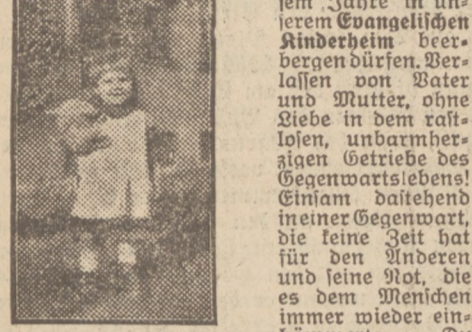 sem Jahre in un-
serem Evangelischen
Kinderheim beer-
bergen dürfen. Ver-
lassen von Vater
und Mutter, ohne
Liebe in dem rast-
losen, unbarmher-
zigen Getriebe des
Gegenwartslebens!
Einsam dastehend
in einer Gegenwart,
die keine Zeit hat
für den Anderen
und seine Not, die
es dem Menschen
immer wieder ein-